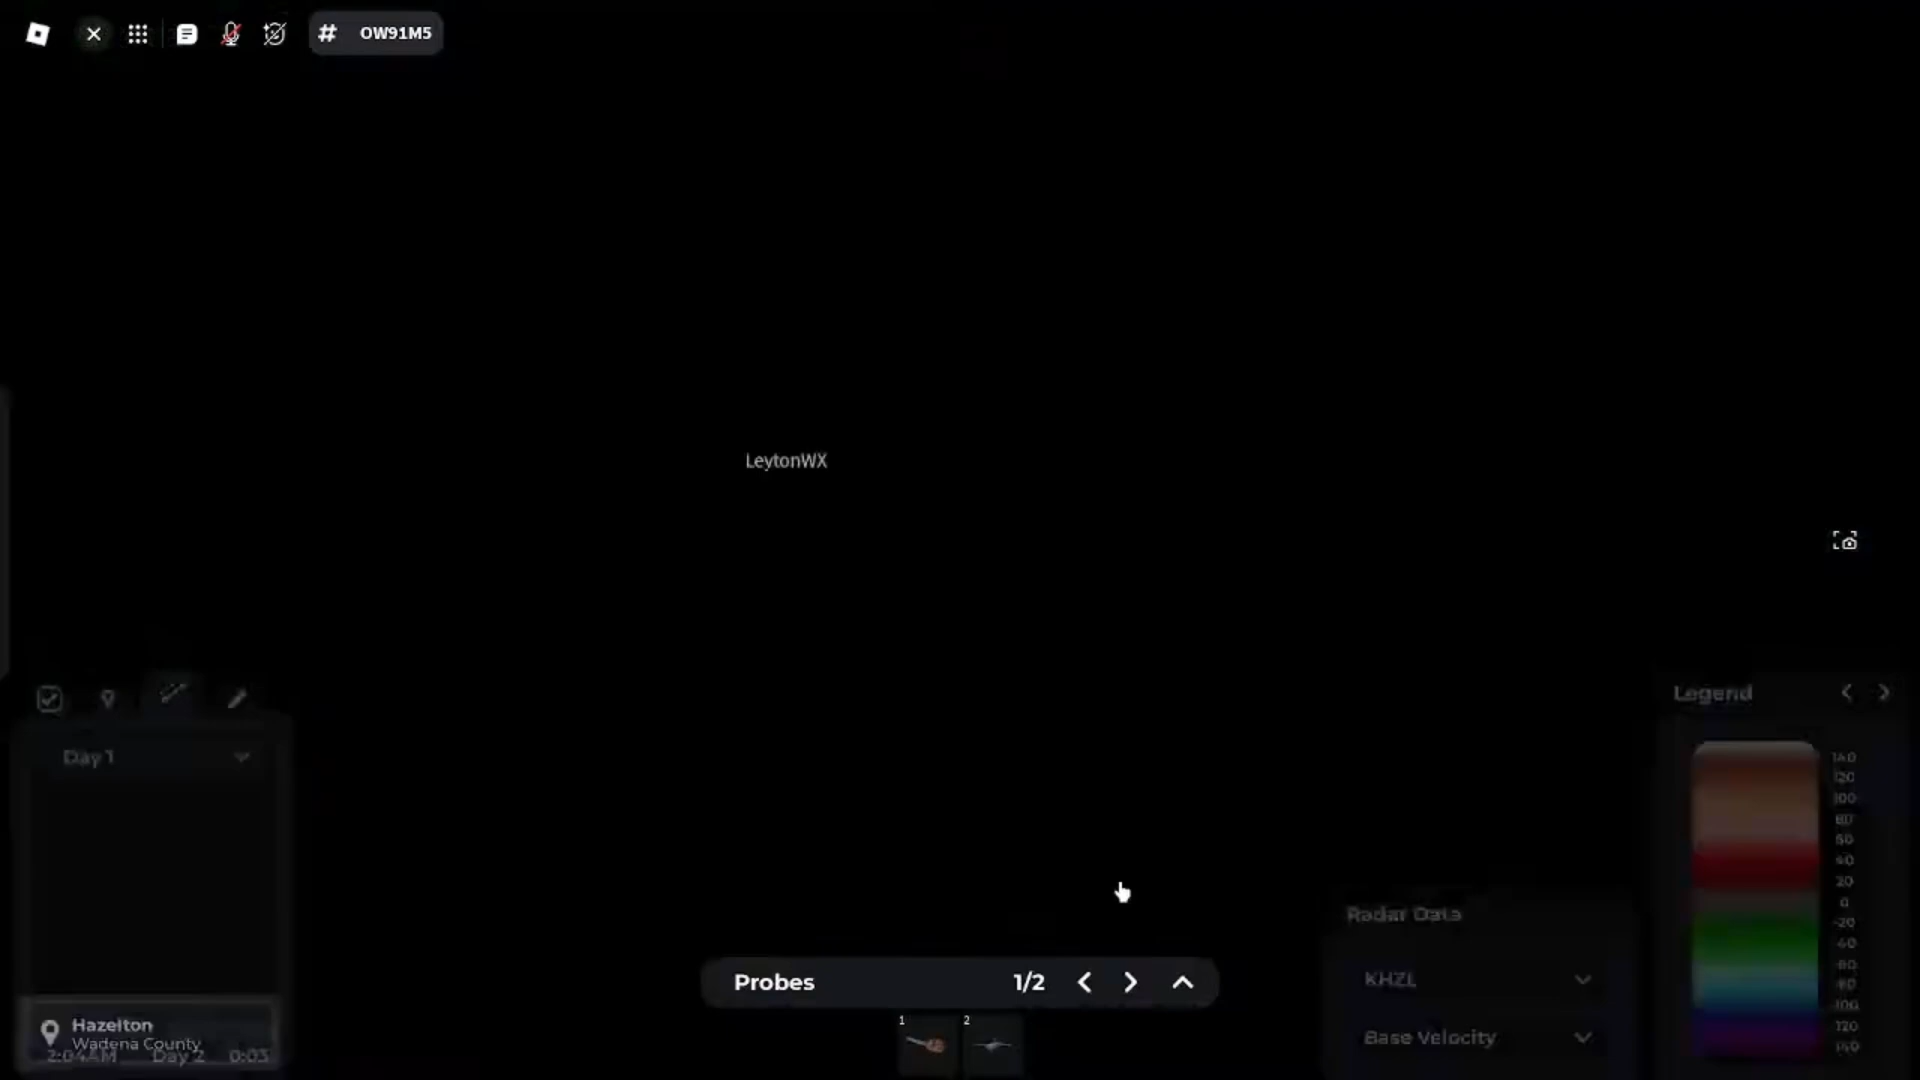 # OW91M5
LeytonWX
Legend
Day 1
140
120
100
80
60
40
20
0
-20
-40
-60
-80
-100
120
140
Radar Data
KHZL
Base Velocity
Probes 1/2
1 2
Hazelton
Wadena County
2:04AM Day 2 0:03